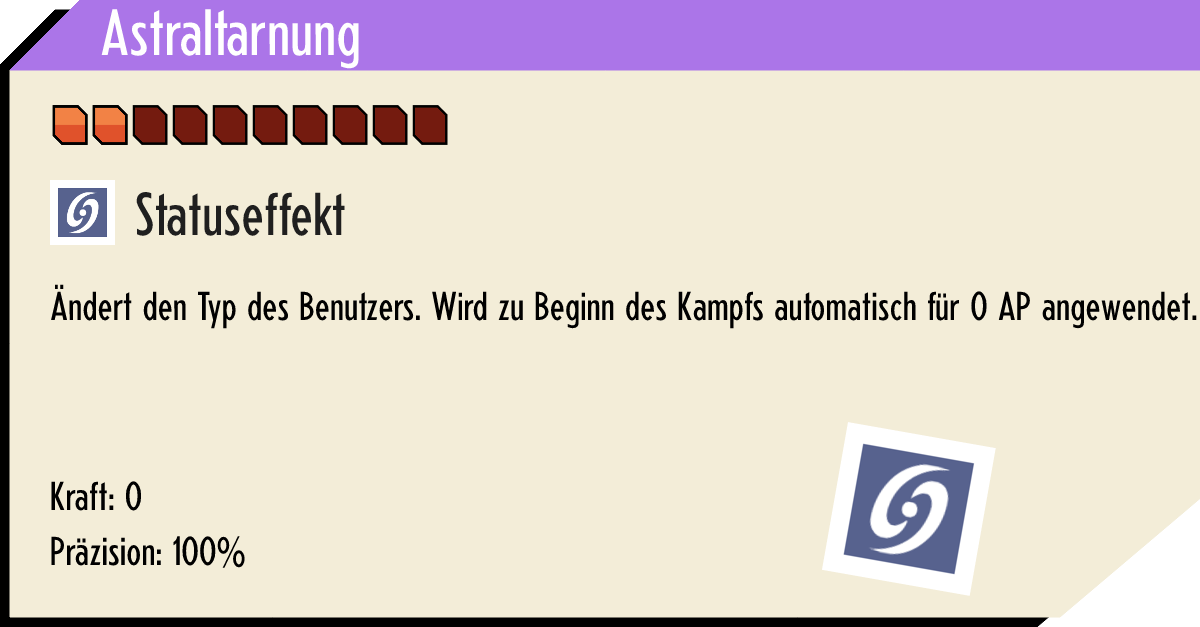 Astraltarnung
Statuseffekt
Ändert den Typ des Benutzers. Wird zu Beginn des Kampfs automatisch für 0 AP angewendet.
Kraft: 0
Präzision: 100%